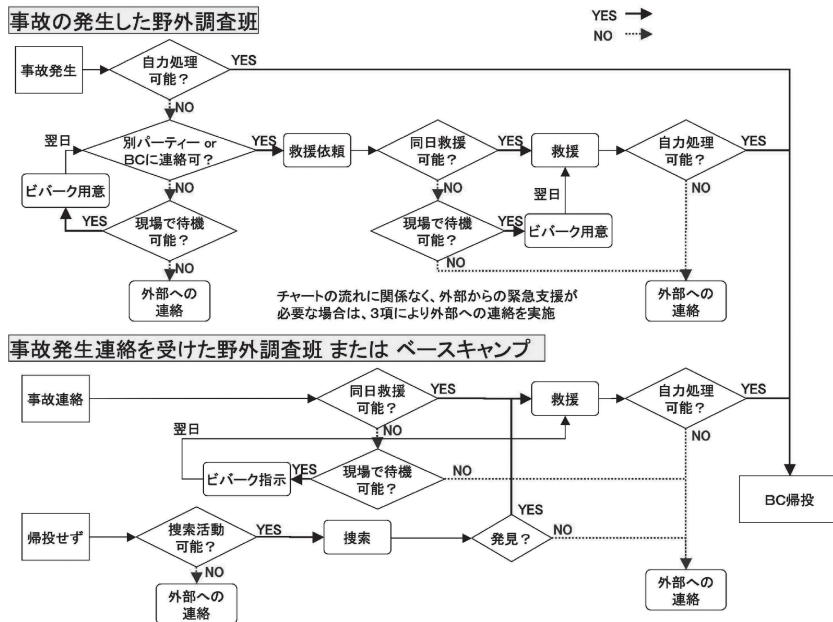 事故の発生した野外調査班
YES
NO
事故発生
自力処理
可能？
YES
NO
翌日
別パーティー or
BCに連絡可？
YES
救援依頼
同日救援
可能？
YES
救援
自力処理
可能？
YES
NO
NO
翌日
NO
ビバーク用意
YES
現場で待機
可能？
現場で待機
可能？
YES
ビバーク用意
NO
NO
外部への
連絡
チャートの流れに関係なく、外部からの緊急支援が
必要な場合は、３項により外部への連絡を実施
外部への
連絡
事故発生連絡を受けた野外調査班 または ベースキャンプ
事故連絡
同日救援
可能？
YES
救援
自力処理
可能？
YES
翌日
NO
NO
ビバーク指示
YES
現場で待機
可能？
NO
BC帰投
帰投せず
捜索活動
可能？
YES
捜索
発見？
YES
NO
NO
外部への
連絡
外部への
連絡